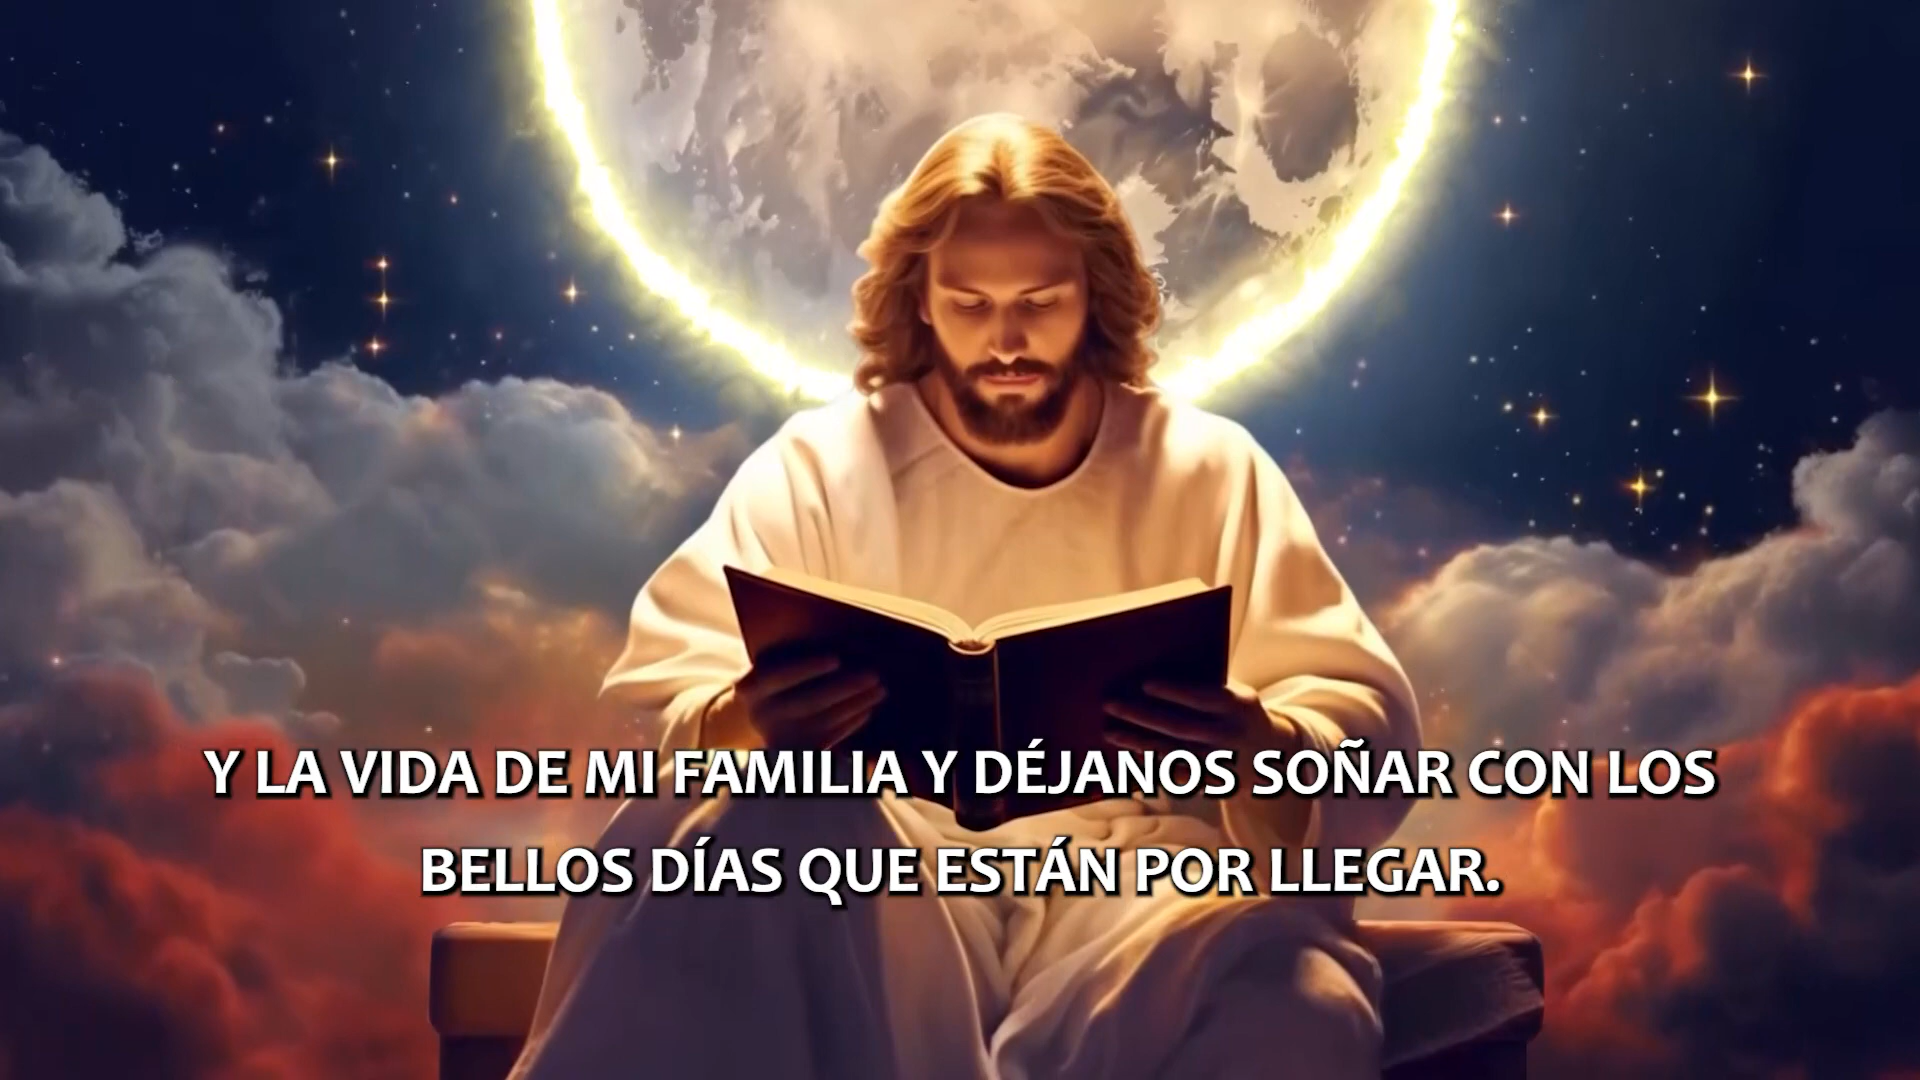 Y LA VIDA DE MI FAMILIA Y DÉJANOS SOÑAR CON LOS
BELLOS DÍAS QUE ESTÁN POR LLEGAR.